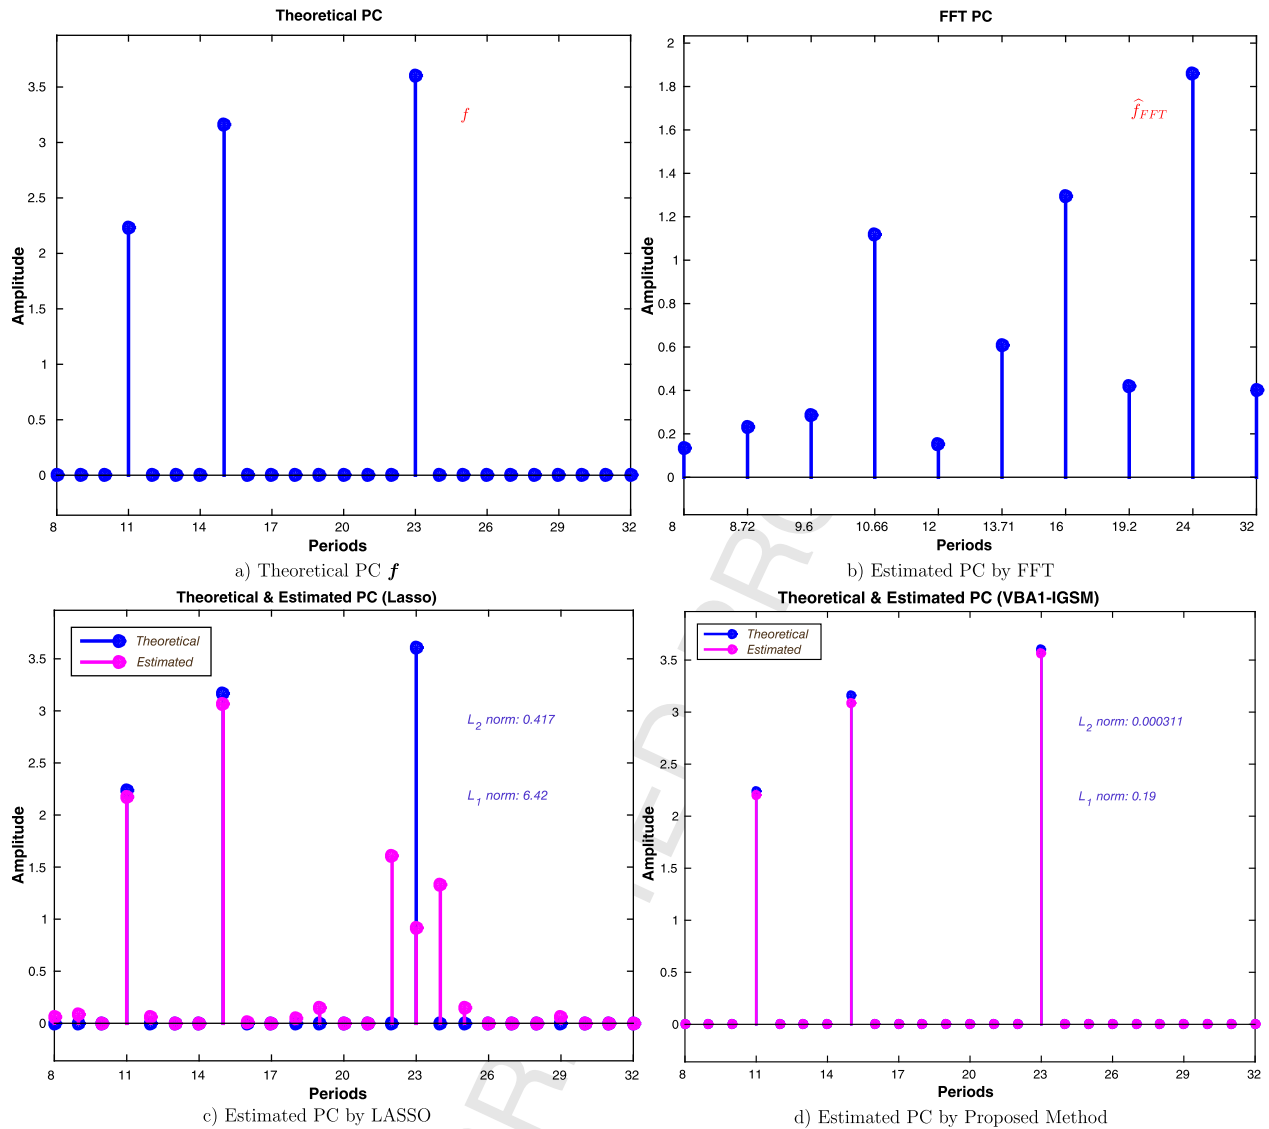 Theoretical PC
3.5
3
2.5
2
1.5
1
0.5
0
Amplitude
f
8 11 14 17 20 23 26 29 32
Periods
a) Theoretical PC f
FFT PC
2
1.8
1.6
1.4
1.2
1
0.8
0.6
0.4
0.2
0
Amplitude
f̂_FFT
8 8.72 9.6 10.66 12 13.71 16 19.2 24 32
Periods
b) Estimated PC by FFT
Theoretical & Estimated PC (Lasso)
Theoretical
Estimated
3.5
3
2.5
2
1.5
1
0.5
0
Amplitude
L_2 norm: 0.417
L_1 norm: 6.42
8 11 14 17 20 23 26 29 32
Periods
c) Estimated PC by LASSO
Theoretical & Estimated PC (VBA1-IGSM)
Theoretical
Estimated
3.5
3
2.5
2
1.5
1
0.5
0
Amplitude
L_2 norm: 0.000311
L_1 norm: 0.19
8 11 14 17 20 23 26 29 32
Periods
d) Estimated PC by Proposed Method